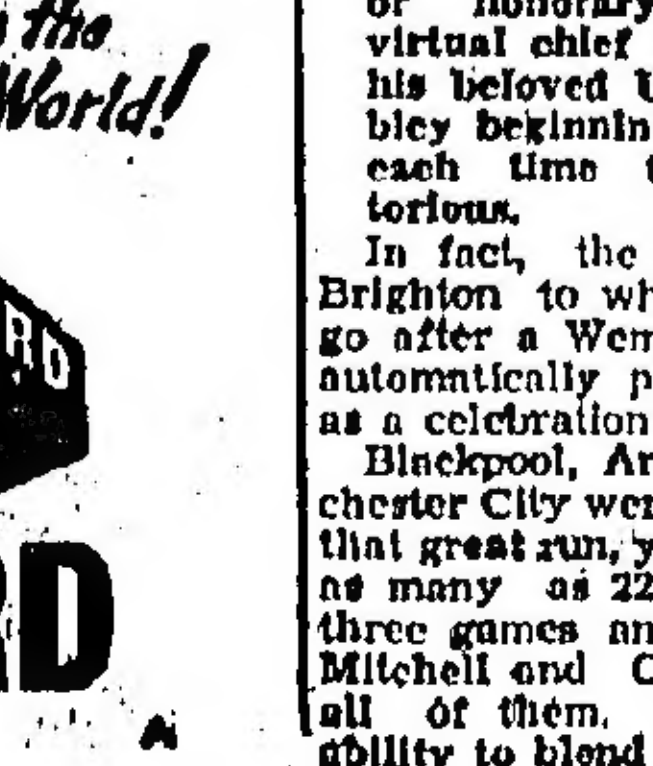 the
World!
RD
RD
or honorary
virtual chief
his beloved
bley beginnin
each time t
torious.
In fact, the
Brighton to wh
go after a Wem
automatically p
as a celebration
Blackpool, Ar
chester City wer
that great run, y
as many as 22
three games an
Mitchell and C
all of them.
ability to blend